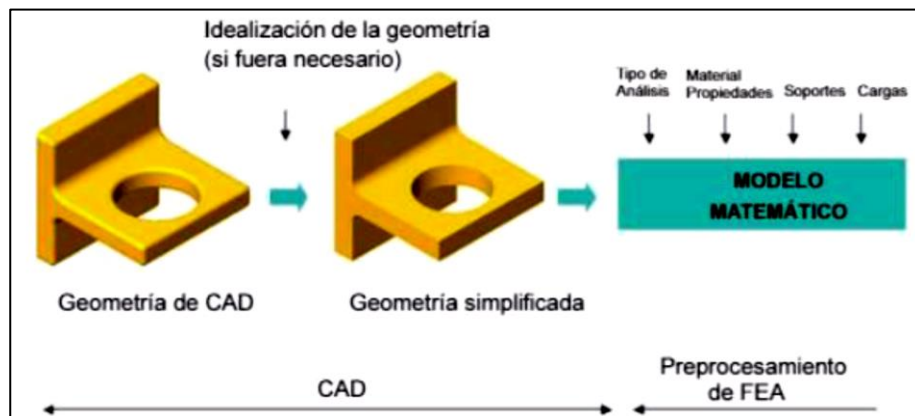 Idealización de la geometría
(si fuera necesario)
Tipo de
Análisis
Material
Propiedades
Soportes
Cargas
MODELO
MATEMÁTICO
Geometría de CAD
Geometría simplificada
CAD
Preprocesamiento
de FEA